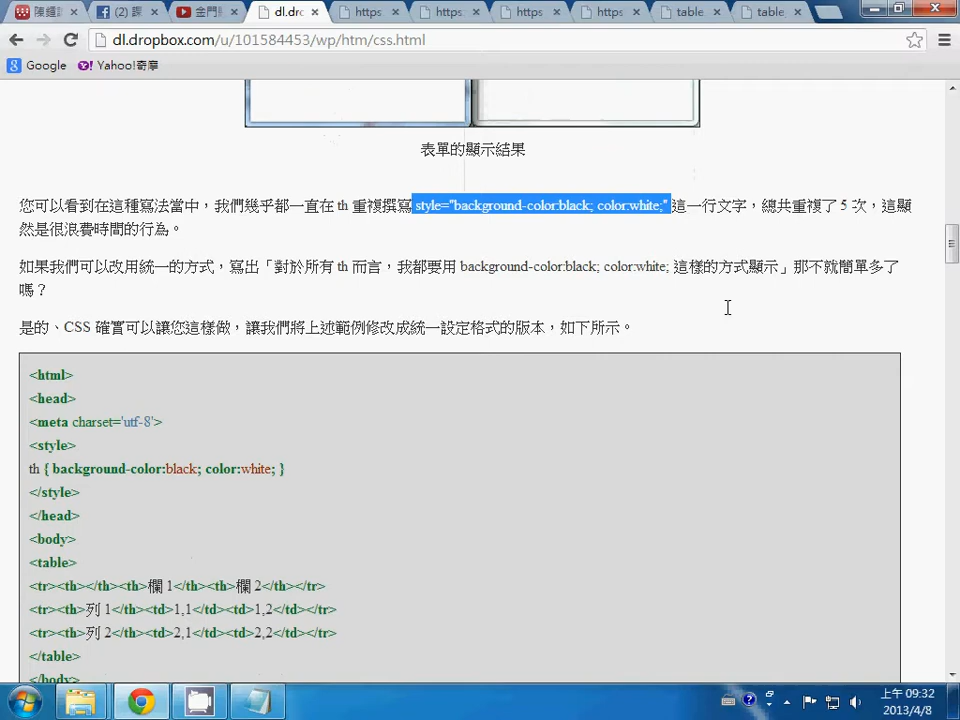 陳鍾
(2) 課
金門
dl.drc
https
https
https
https
table
table.
dl.dropbox.com/u/101584453/wp/htm/css.html
Google Yahoo!奇摩
表單的顯示結果
您可以看到在這種寫法當中，我們幾乎都一直在 th 重複撰寫 style="background-color:black; color:white;" 這一行文字，總共重複了 5 次，這顯
然是很浪費時間的行為。
如果我們可以改用統一的方式，寫出「對於所有 th 而言，我都要用 background-color:black; color:white; 這樣的方式顯示」那不就簡單多了
嗎？
是的、CSS 確實可以讓您這樣做，讓我們將上述範例修改成統一設定格式的版本，如下所示。
<html>
<head>
<meta charset='utf-8'>
<style>
th { background-color:black; color:white; }
</style>
</head>
<body>
<table>
<tr><th></th><th>欄 1</th><th>欄 2</th></tr>
<tr><th>列 1</th><td>1,1</td><td>1,2</td></tr>
<tr><th>列 2</th><td>2,1</td><td>2,2</td></tr>
</table>
</body>
上午 09:32
2013/4/8